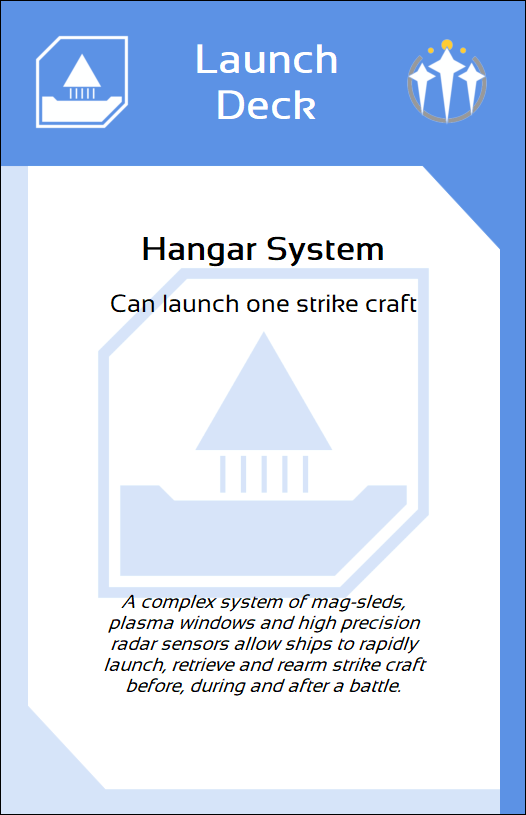 Launch
Deck
Hangar System
Can launch one strike craft
A complex system of mag-sleds,
plasma windows and high precision
radar sensors allow ships to rapidly
launch, retrieve and rearm strike craft
before, during and after a battle.